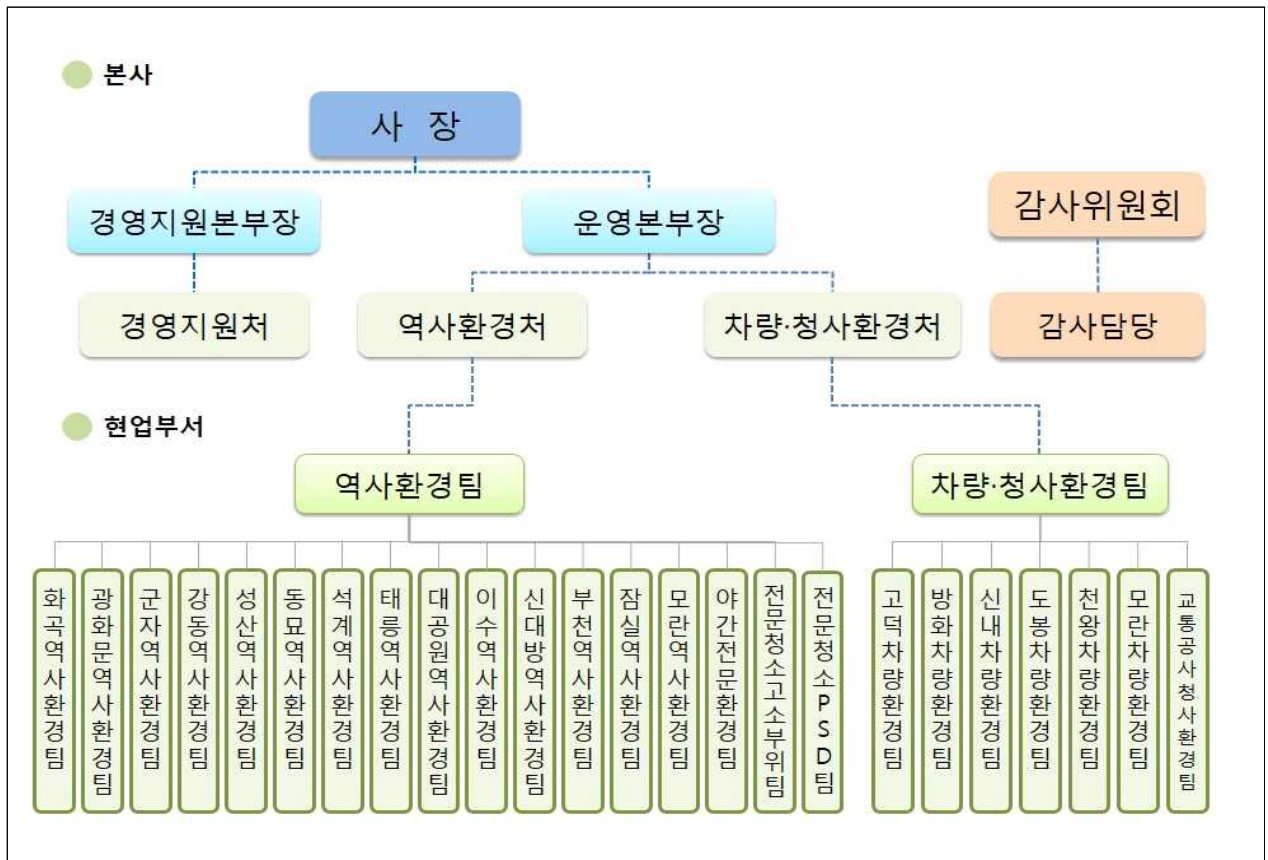 본사
사 장
경영지원본부장
운영본부장
감사위원회
경영지원처
역사환경처
차량·청사환경처
감사담당
현업부서
역사환경팀
차량·청사환경팀
화곡역사환경팀
광화문역사환경팀
군자역사환경팀
강동역사환경팀
성산역사환경팀
동묘역사환경팀
석계역사환경팀
태릉역사환경팀
대공원역사환경팀
이수역사환경팀
신대방역사환경팀
부천역사환경팀
잠실역사환경팀
모란역사환경팀
야간전문환경팀
전문청소고소부위팀
전문청소PSD팀
고덕차량환경팀
방화차량환경팀
신내차량환경팀
도봉차량환경팀
천왕차량환경팀
모란차량환경팀
교통공사청사환경팀